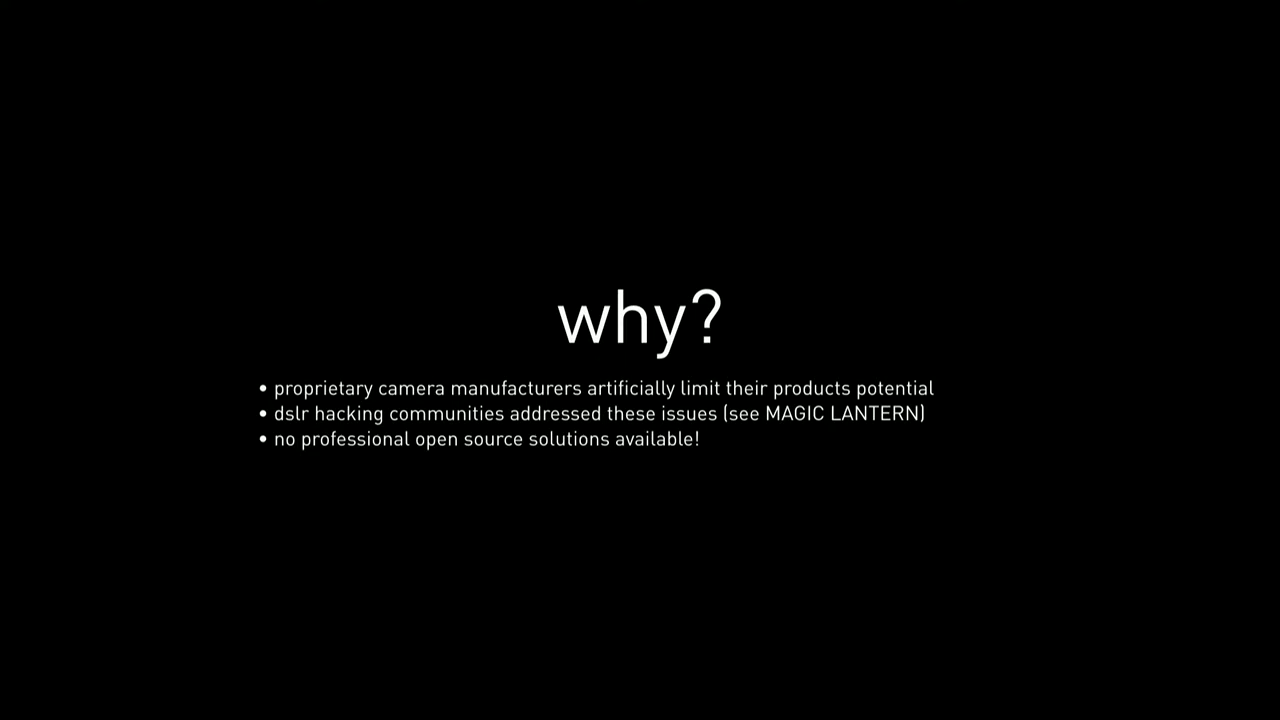 why?
• proprietary camera manufacturers artificially limit their products potential
• dslr hacking communities addressed these issues (see MAGIC LANTERN)
• no professional open source solutions available!